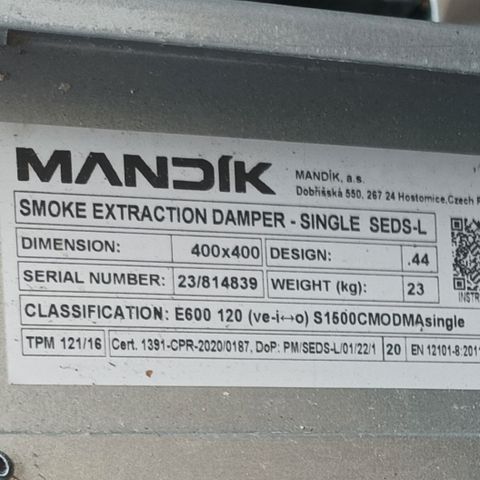 MANDÍK
MANDÍK, a.s.
Dobříšská 550, 267 24 Hostomice, Czech
SMOKE EXTRACTION DAMPER - SINGLE SEDS-L
DIMENSION: 400x400 DESIGN: .44
SERIAL NUMBER: 23/814839 WEIGHT (kg): 23
CLASSIFICATION: E600 120 (ve-i↔o) S1500CMODMAsingle
TPM 121/16 Cert. 1391-CPR-2020/0187, DoP: PM/SEDS-L/01/22/1 20 EN 12101-8:2011
INSTR